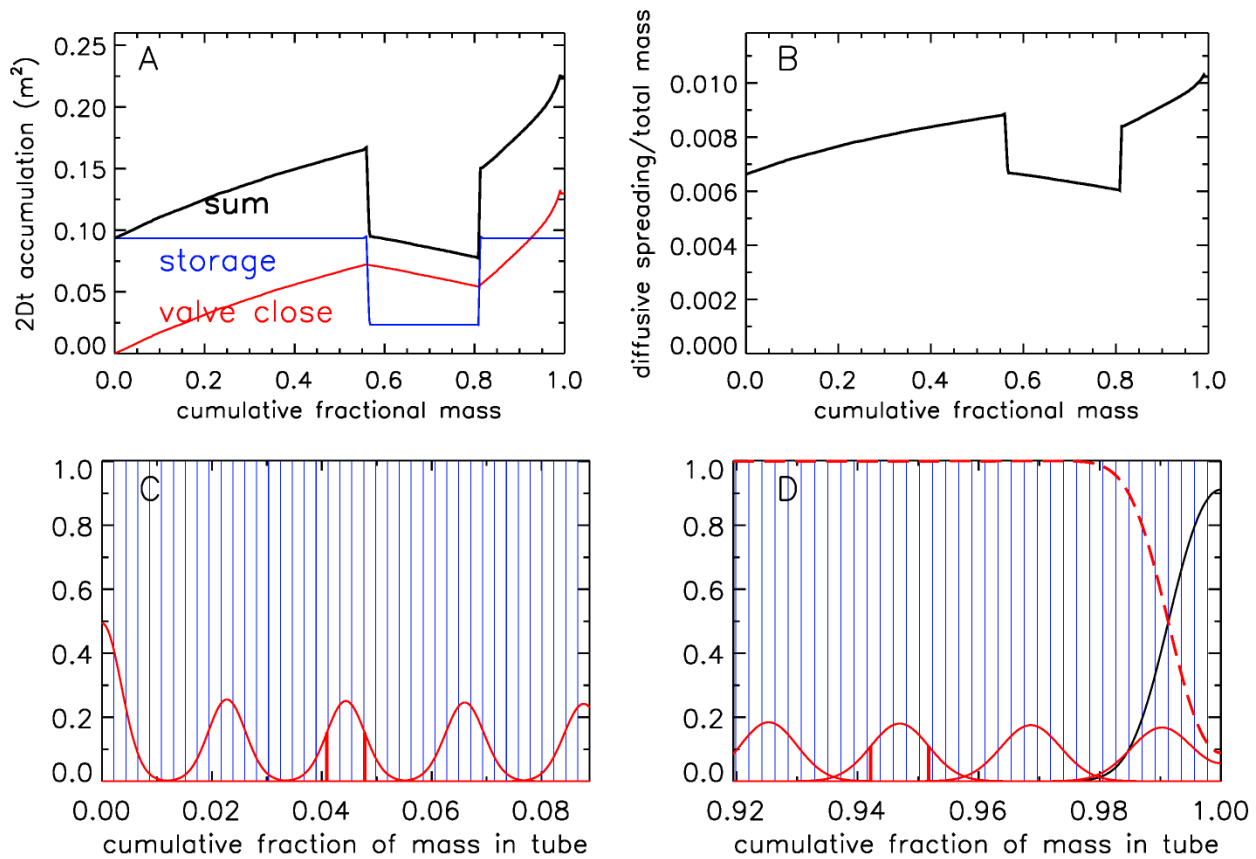 2Dt accumulation (m²)
0.25
0.20
0.15
0.10
0.05
0.00
A
sum
storage
valve close
0.0 0.2 0.4 0.6 0.8 1.0
cumulative fractional mass
diffusive spreading/total mass
0.010
0.008
0.006
0.004
0.002
0.000
B
0.0 0.2 0.4 0.6 0.8 1.0
cumulative fractional mass
1.0
0.8
0.6
0.4
0.2
0.0
C
0.00 0.02 0.04 0.06 0.08
cumulative fraction of mass in tube
1.0
0.8
0.6
0.4
0.2
0.0
D
0.92 0.94 0.96 0.98 1.00
cumulative fraction of mass in tube